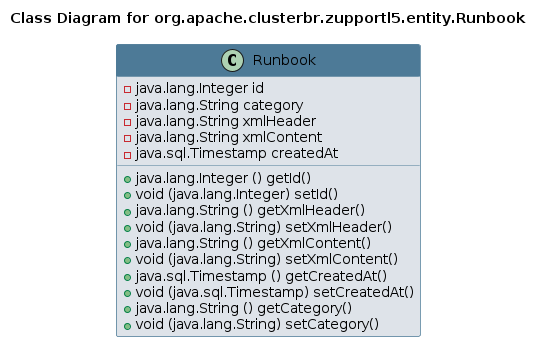 Class Diagram for org.apache.clusterbr.zupportl5.entity.Runbook
C Runbook
java.lang.Integer id
java.lang.String category
java.lang.String xmlHeader
java.lang.String xmlContent
java.sql.Timestamp createdAt
java.lang.Integer () getId()
void (java.lang.Integer) setId()
java.lang.String () getXmlHeader()
void (java.lang.String) setXmlHeader()
java.lang.String () getXmlContent()
void (java.lang.String) setXmlContent()
java.sql.Timestamp () getCreatedAt()
void (java.sql.Timestamp) setCreatedAt()
java.lang.String () getCategory()
void (java.lang.String) setCategory()